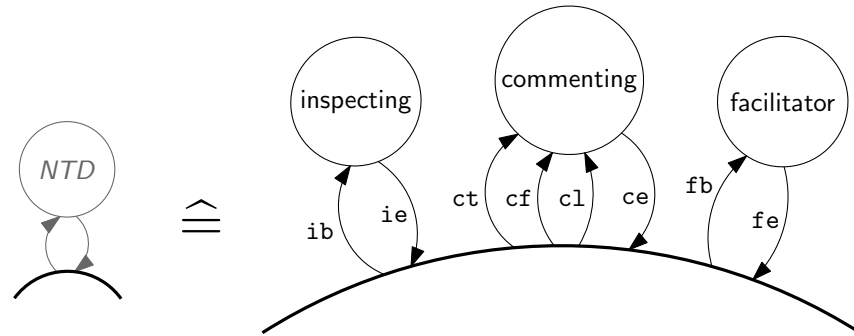 NTD
≙
inspecting
commenting
facilitator
ib
ie
ct
cf
cl
ce
fb
fe